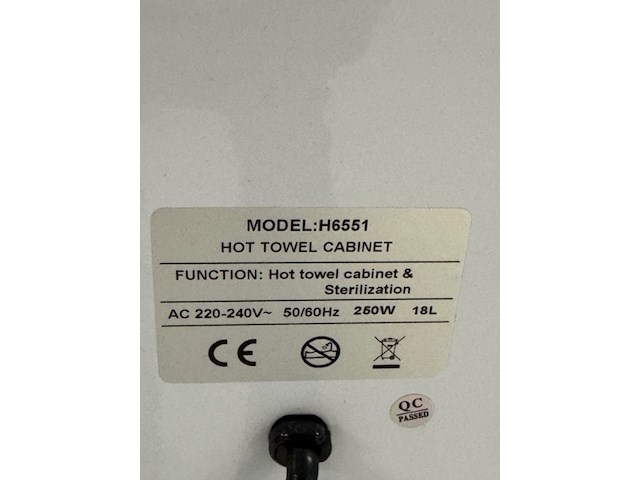 MODEL:H6551
HOT TOWEL CABINET
FUNCTION: Hot towel cabinet &
Sterilization
AC 220-240V~ 50/60Hz 250W 18L
CE
QC
PASSED